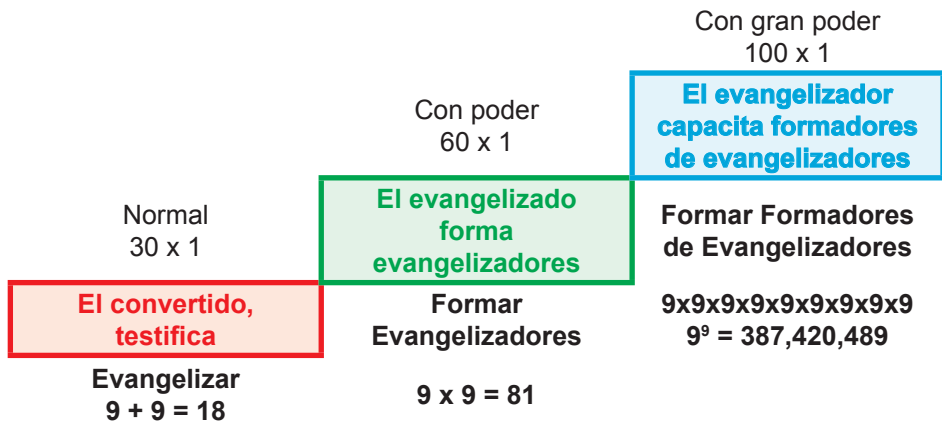 Normal
30 x 1
El convertido,
testifica
Evangelizar
9 + 9 = 18
Con poder
60 x 1
El evangelizado
forma
evangelizadores
Formar
Evangelizadores
9 x 9 = 81
Con gran poder
100 x 1
El evangelizador
capacita formadores
de evangelizadores
Formar Formadores
de Evangelizadores
9x9x9x9x9x9x9x9x9
9⁹ = 387,420,489